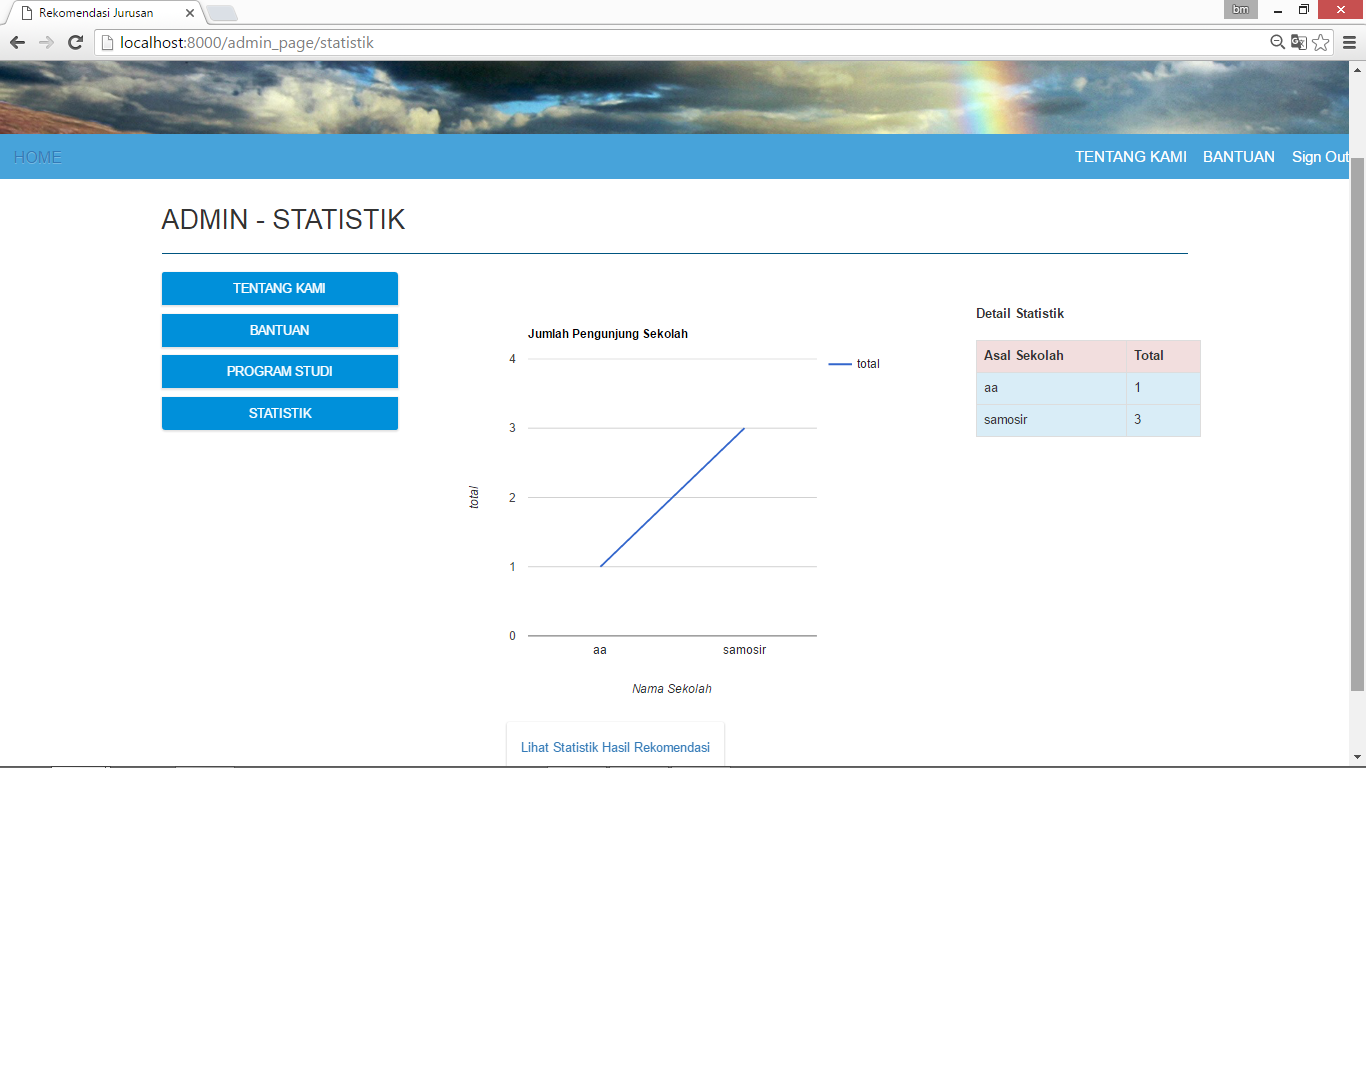 Rekomendasi Jurusan
bm
localhost:8000/admin_page/statistik
HOME
TENTANG KAMI
BANTUAN
Sign Out
ADMIN - STATISTIK
TENTANG KAMI
BANTUAN
PROGRAM STUDI
STATISTIK
Jumlah Pengunjung Sekolah
4
3
2
1
0
total
total
aa
samosir
Nama Sekolah
Lihat Statistik Hasil Rekomendasi
Detail Statistik
Asal Sekolah Total
aa 1
samosir 3